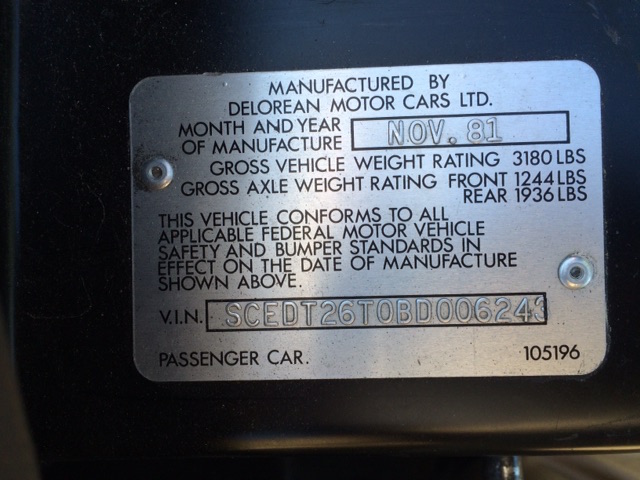 MANUFACTURED BY
DELOREAN MOTOR CARS LTD.
MONTH AND YEAR
OF MANUFACTURE NOV. 81
GROSS VEHICLE WEIGHT RATING 3180 LBS
GROSS AXLE WEIGHT RATING FRONT 1244 LBS
REAR 1936 LBS
THIS VEHICLE CONFORMS TO ALL
APPLICABLE FEDERAL MOTOR VEHICLE
SAFETY AND BUMPER STANDARDS IN
EFFECT ON THE DATE OF MANUFACTURE
SHOWN ABOVE.
V.I.N. SCEDT26T0BD006243
PASSENGER CAR. 105196